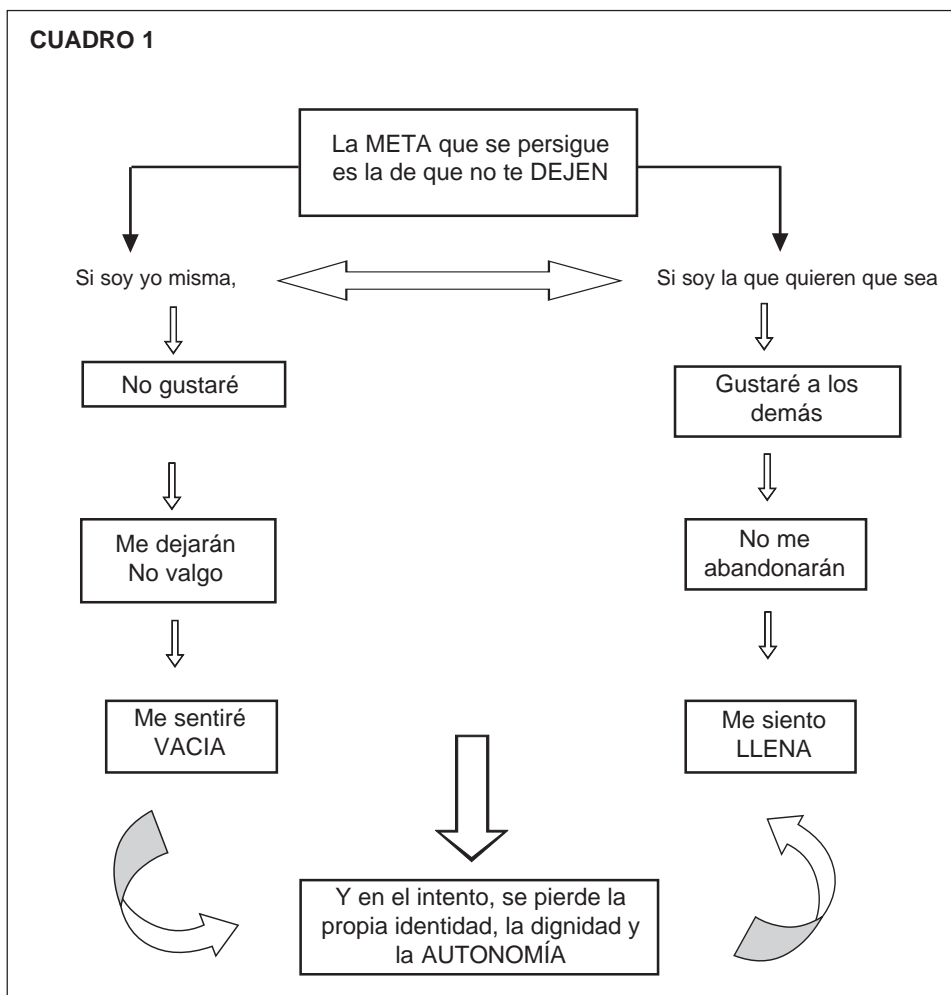 CUADRO 1
La META que se persigue
es la de que no te DEJEN
Si soy yo misma,
Si soy la que quieren que sea
No gustaré
Gustaré a los
demás
Me dejarán
No valgo
No me
abandonarán
Me sentiré
VACIA
Me siento
LLENA
Y en el intento, se pierde la
propia identidad, la dignidad y
la AUTONOMÍA